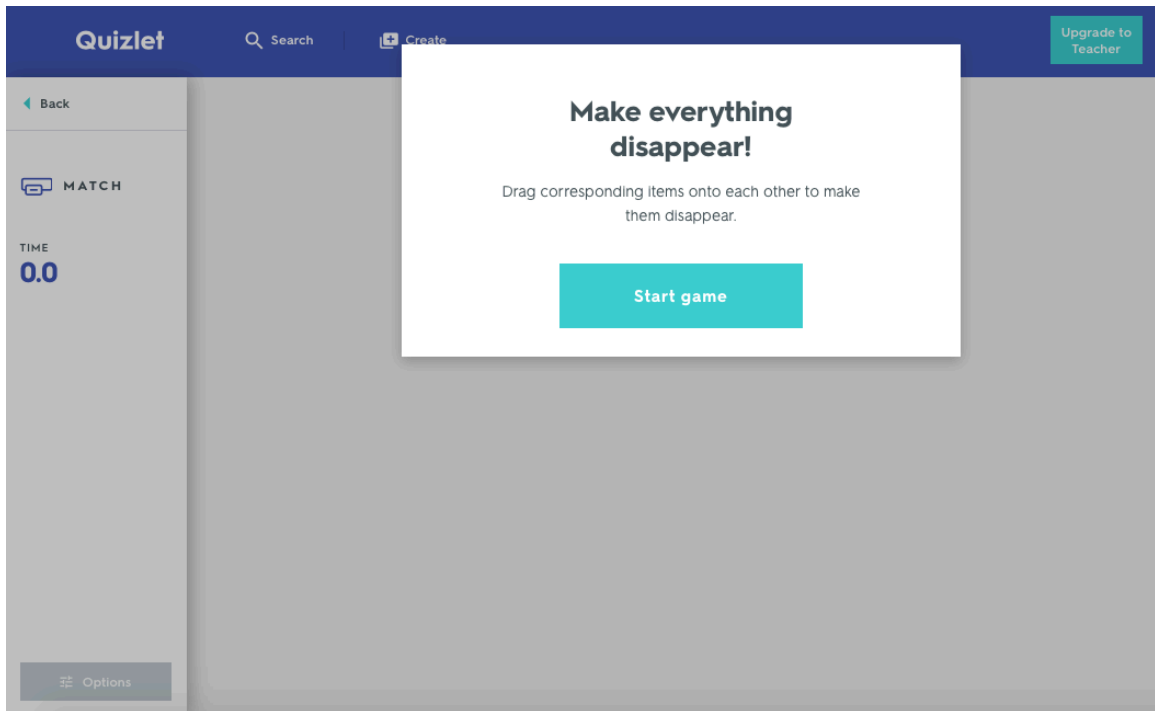 Quizlet
Search
Create
Upgrade to
Teacher
Back
MATCH
TIME
0.0
Make everything
disappear!
Drag corresponding items onto each other to make
them disappear.
Start game
Options